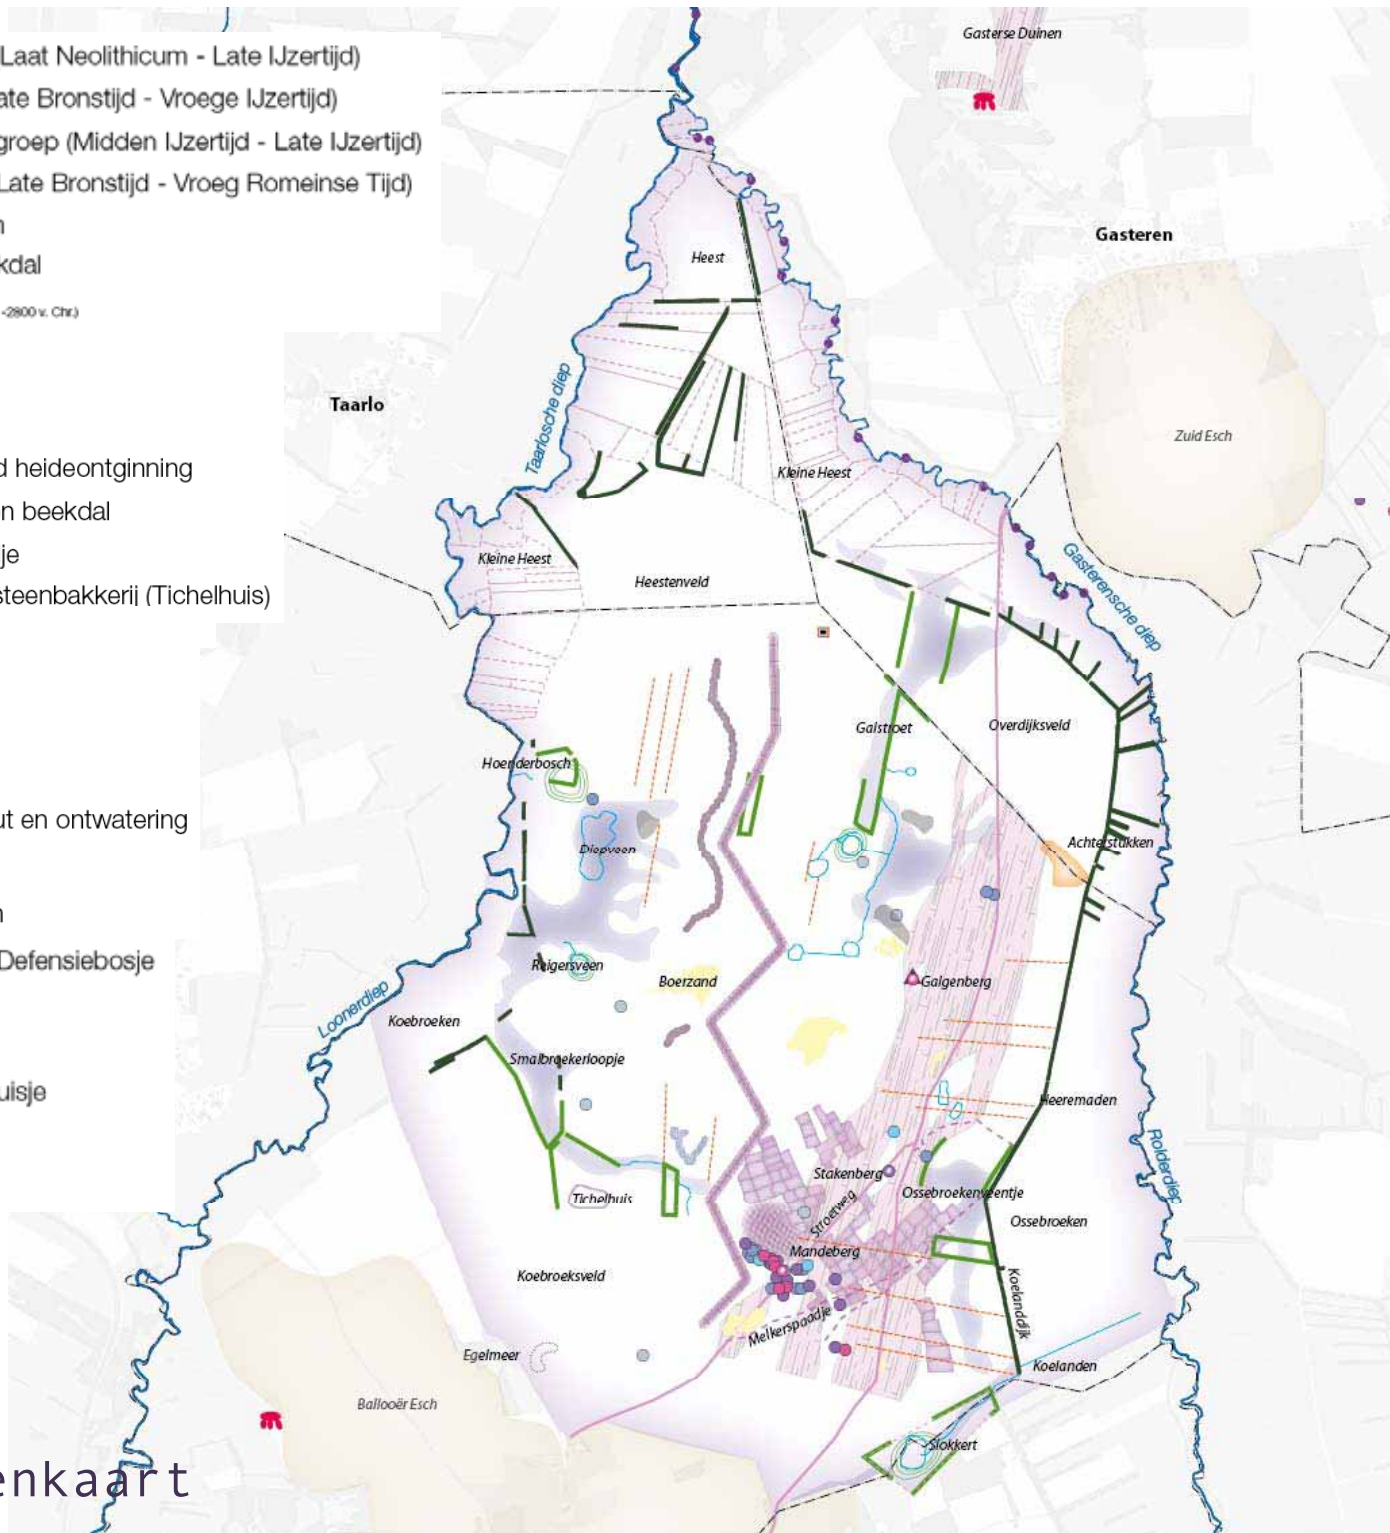 Laat Neolithicum - Late IJzertijd)
ate Bronstijd - Vroege IJzertijd)
groep (Midden IJzertijd - Late IJzertijd)
Late Bronstijd - Vroeg Romeinse Tijd)
n
kdal
-2800 v. Chr.)
d heideontginning
n beekdal
je
steenbakkerij (Tichelhuis)
ut en ontwatering
n
Defensiebosje
uisje
enkaart
Gasterse Duinen
Gasteren
Heest
Taarlo
Taarlosche diep
Zuid Esch
Kleine Heest
Kleine Heest
Heestenveld
Gasterensche diep
Galstroet
Overdijksveld
Hoenderbosch
Diepveen
Achterstukken
Reigersveen
Boerzand
Galgenberg
Loonerdiep
Koebroeken
Smalbroekerloopje
Heeremaden
Rolderdiep
Stakenberg
Ossebroekenveentje
Tichelhuis
Stroetweg
Ossebroeken
Mandeberg
Koebroeksveld
Koelanddijk
Melkerspaadje
Egelmeer
Koelanden
Ballooër Esch
Slokkert